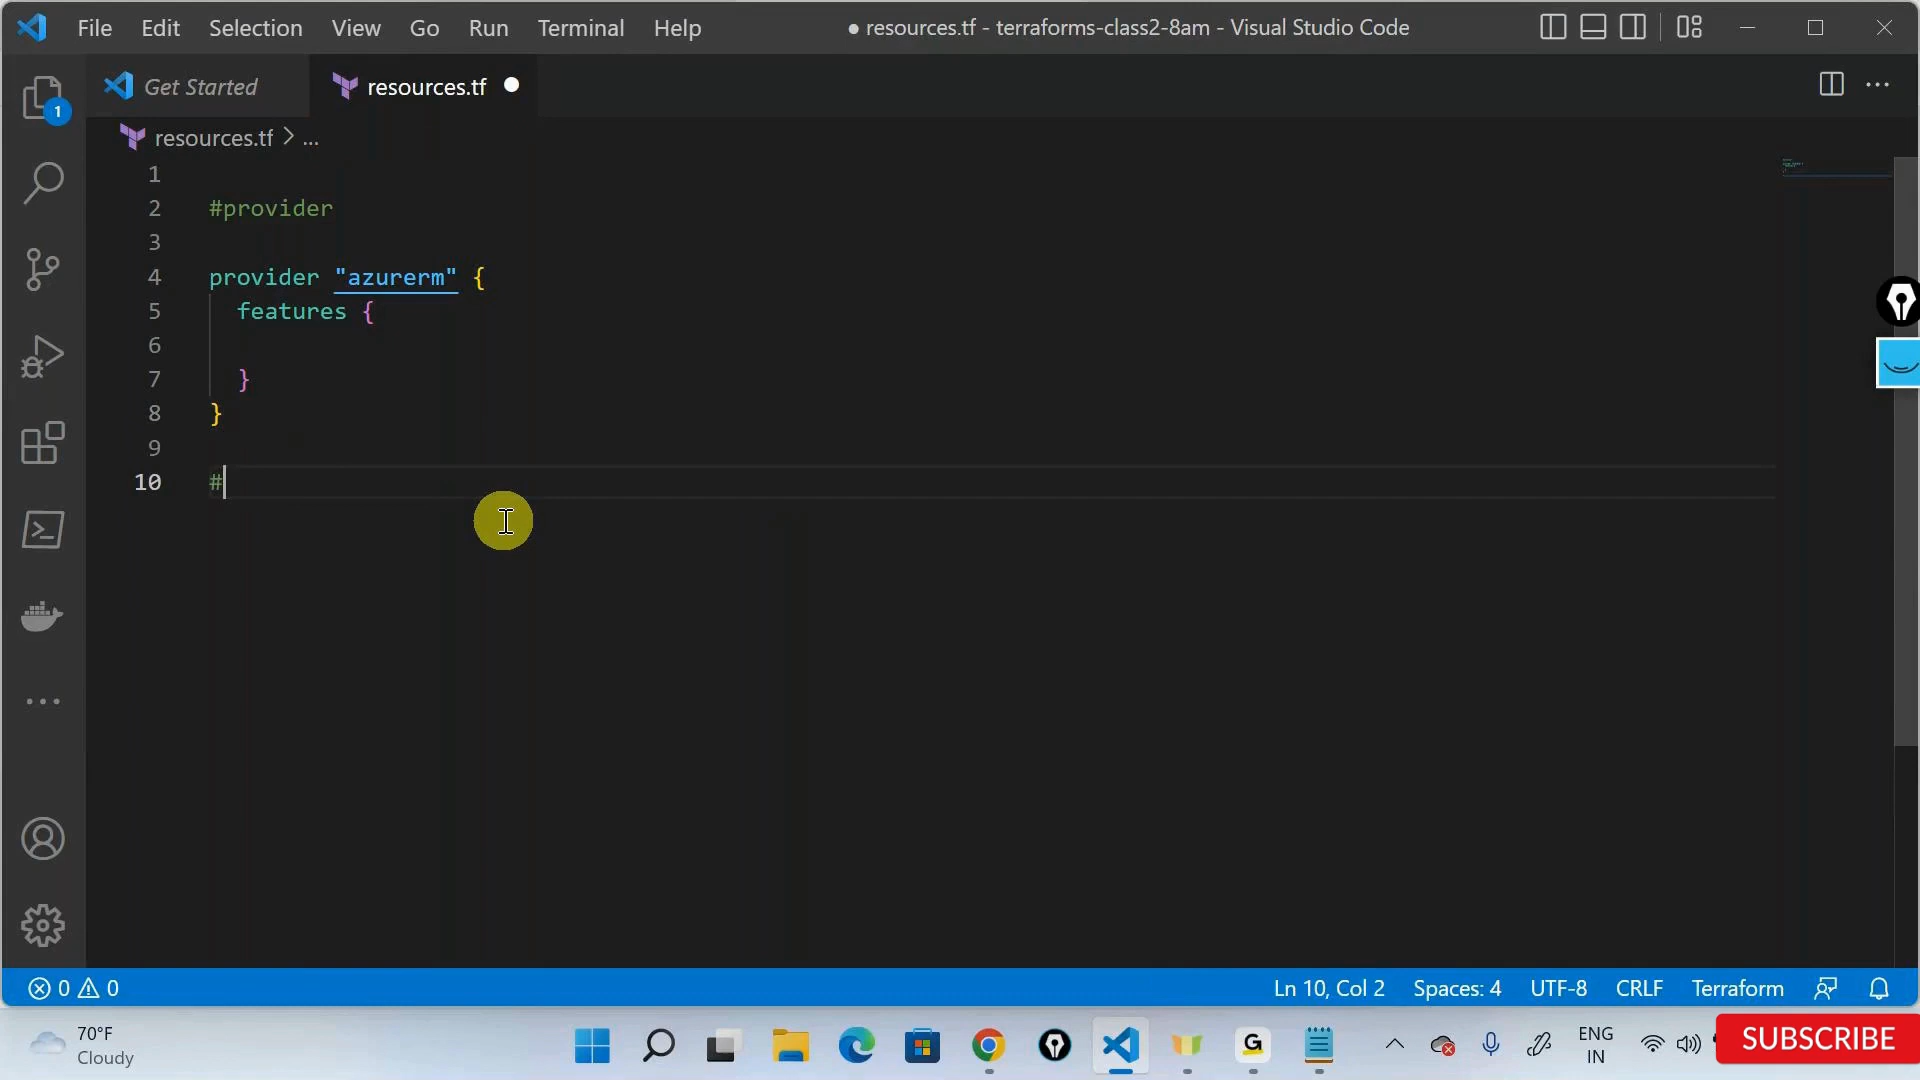 File Edit Selection View Go Run Terminal Help
● resources.tf - terraforms-class2-8am - Visual Studio Code
Get Started
resources.tf
resources.tf > ...
1
2 #provider
3
4 provider "azurerm" {
5 features {
6
7 }
8 }
9
10 #
1
0 0
Ln 10, Col 2
Spaces: 4
UTF-8
CRLF
Terraform
70°F
Cloudy
G
ENG
IN
SUBSCRIBE